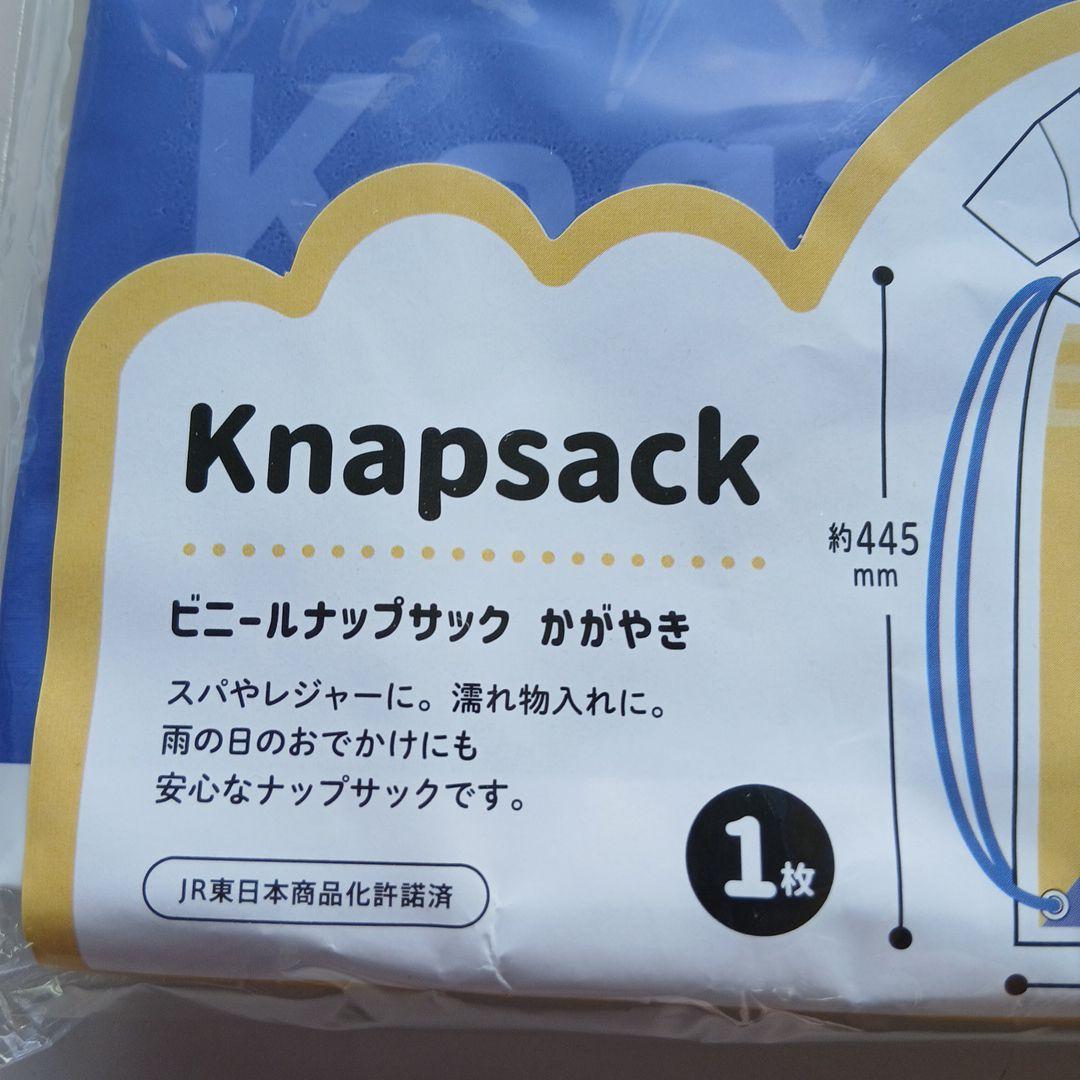 Knapsack
約445
mm
ビニールナップサック かがやき
スパやレジャーに。濡れ物入れに。
雨の日のおでかけにも
安心なナップサックです。
1枚
JR東日本商品化許諾済